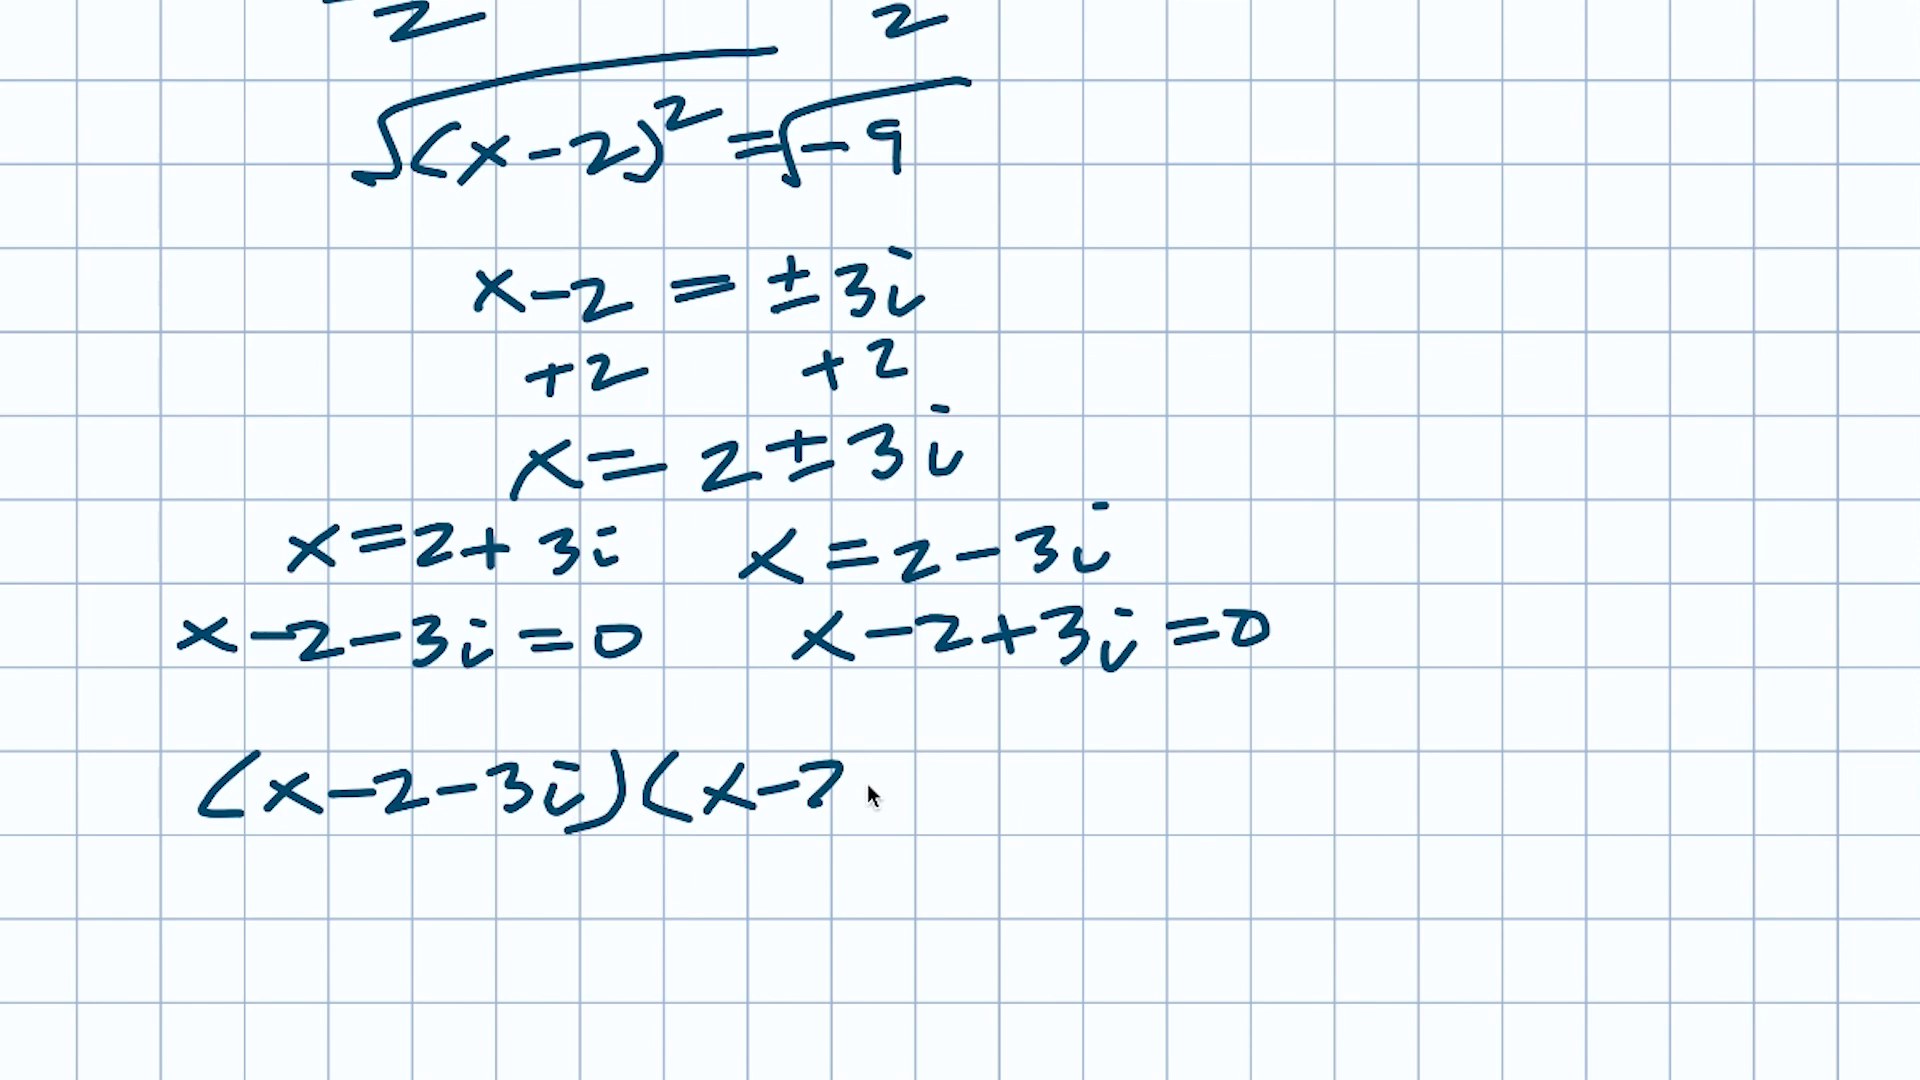 2 2
√(x-2)² = √-9
x-2 = ±3i
+2 +2
x = 2±3i
x=2+3i x=2-3i
x-2-3i=0 x-2+3i=0
(x-2-3i)(x-2